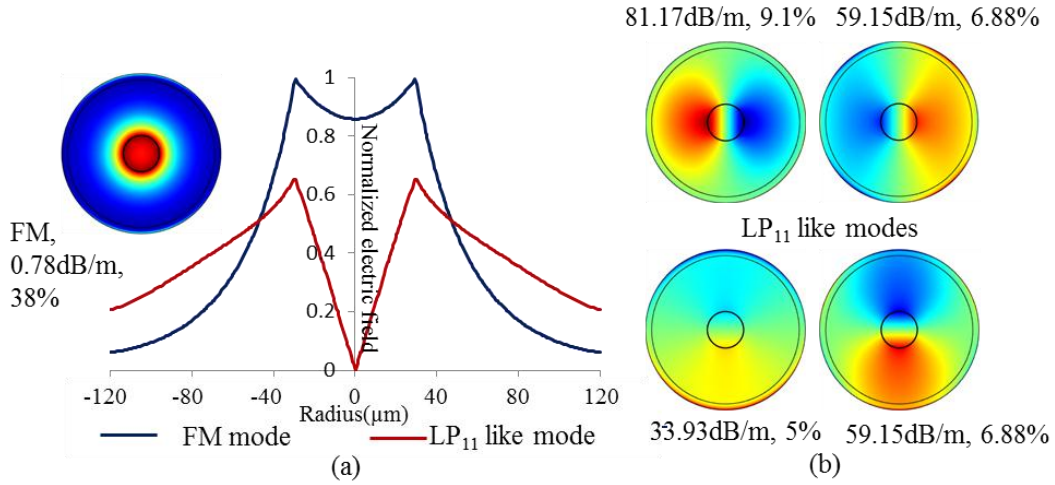 81.17dB/m, 9.1%
59.15dB/m, 6.88%
1
0.8
0.6
0.4
0.2
0
Normalized electric field
FM,
0.78dB/m,
38%
-120
-80
-40
0
40
80
120
Radius(µm)
FM mode
LP11 like mode
(a)
LP11 like modes
33.93dB/m, 5%
59.15dB/m, 6.88%
(b)